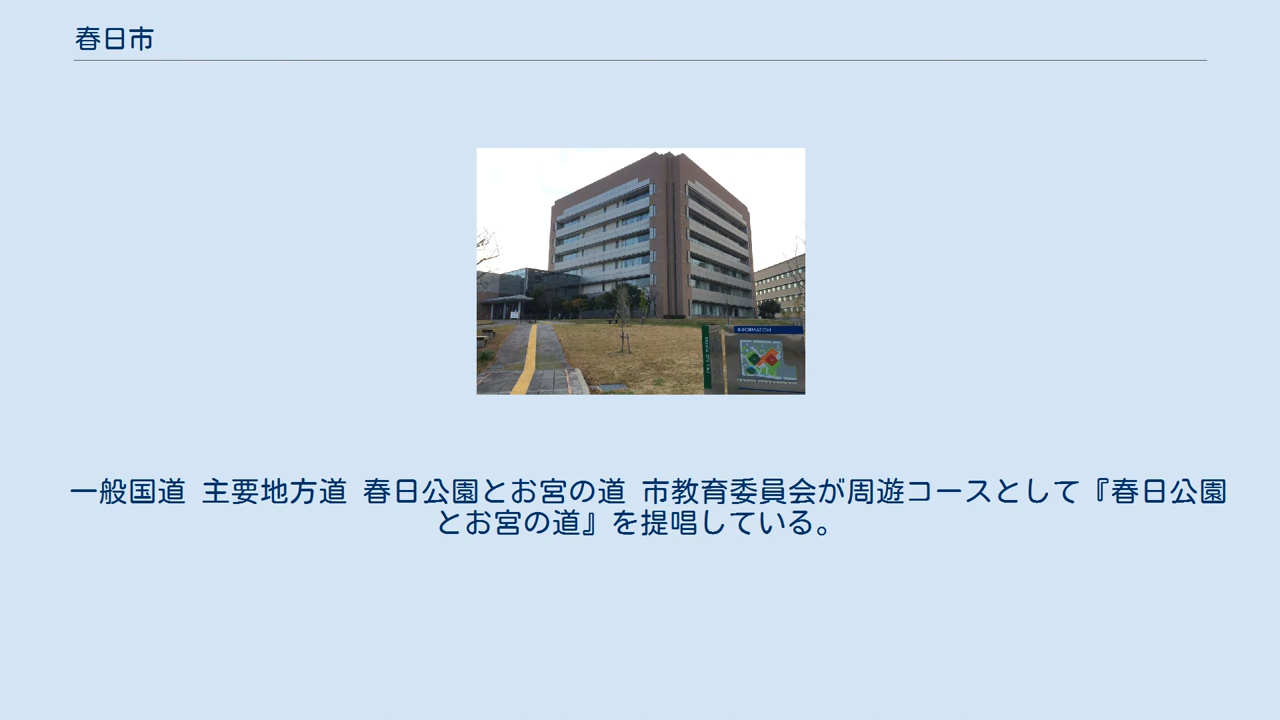 春日市
INFORMATION
一般国道 主要地方道 春日公園とお宮の道 市教育委員会が周遊コースとして『春日公園
とお宮の道』を提唱している。